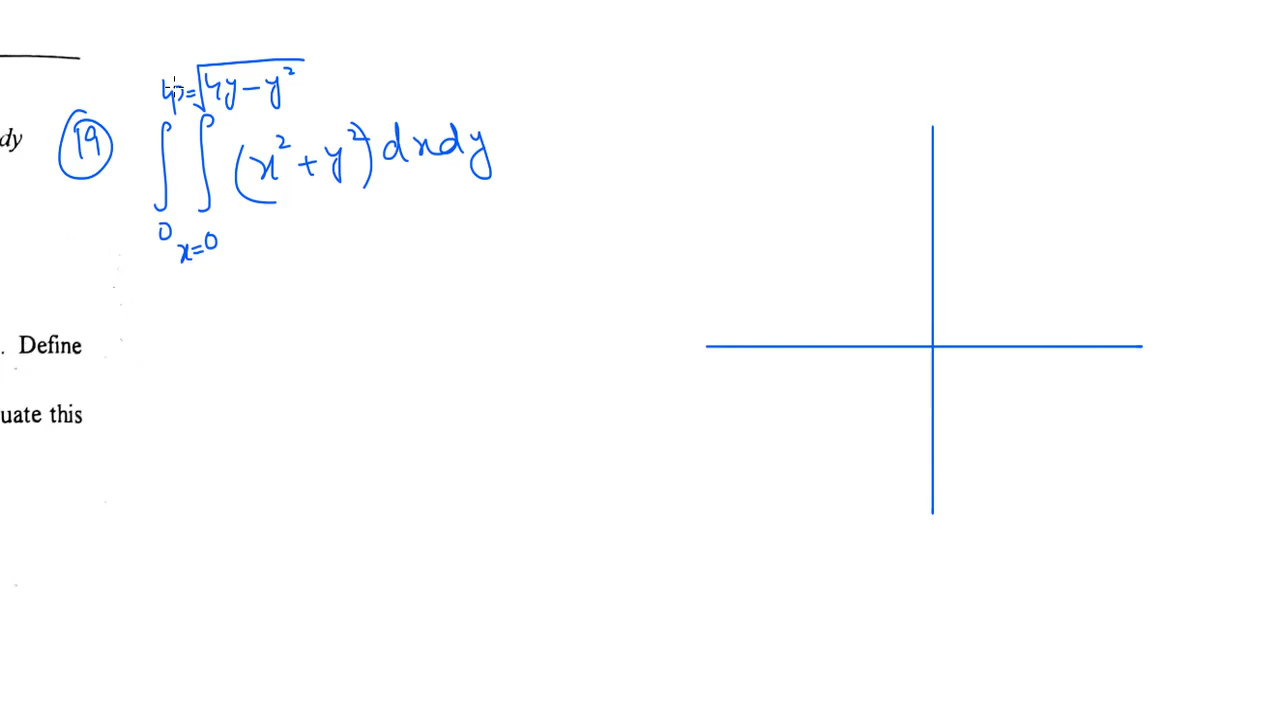 4 x=√(4y-y²)
dy
19 ∫ ∫ (x²+y²) dx dy
0 x=0
. Define
uate this